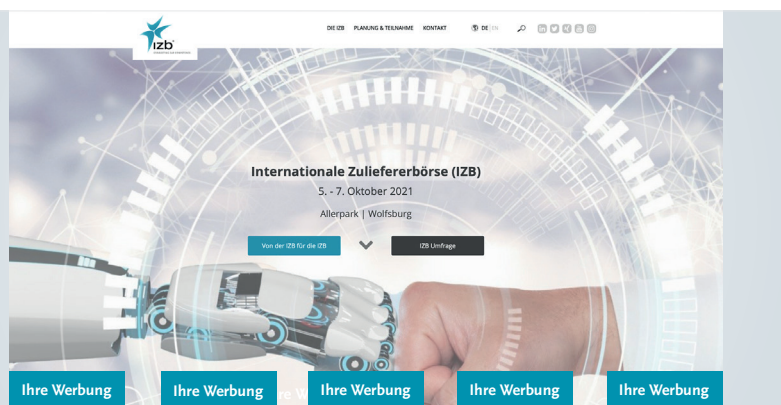 DIE IZB PLANUNG & TEILNAHME KONTAKT DE | EN
izb
Internationale Zuliefererbörse (IZB)
5. - 7. Oktober 2021
Allerpark | Wolfsburg
Von der IZB für die IZB
IZB Umfrage
Ihre Werbung Ihre Werbung Ihre Werbung Ihre Werbung Ihre Werbung